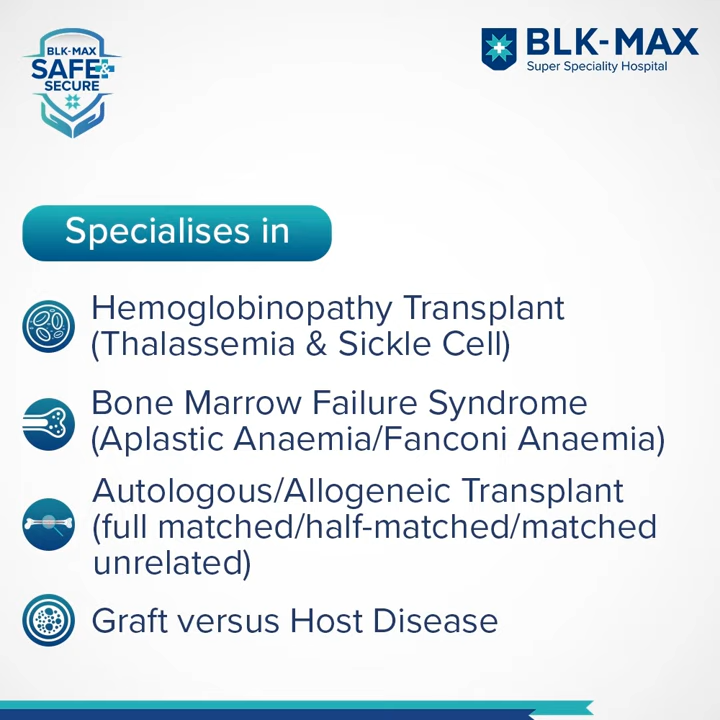 BLK-MAX
SAFE &
SECURE
BLK-MAX
Super Speciality Hospital
Specialises in
Hemoglobinopathy Transplant
(Thalassemia & Sickle Cell)
Bone Marrow Failure Syndrome
(Aplastic Anaemia/Fanconi Anaemia)
Autologous/Allogeneic Transplant
(full matched/half-matched/matched
unrelated)
Graft versus Host Disease